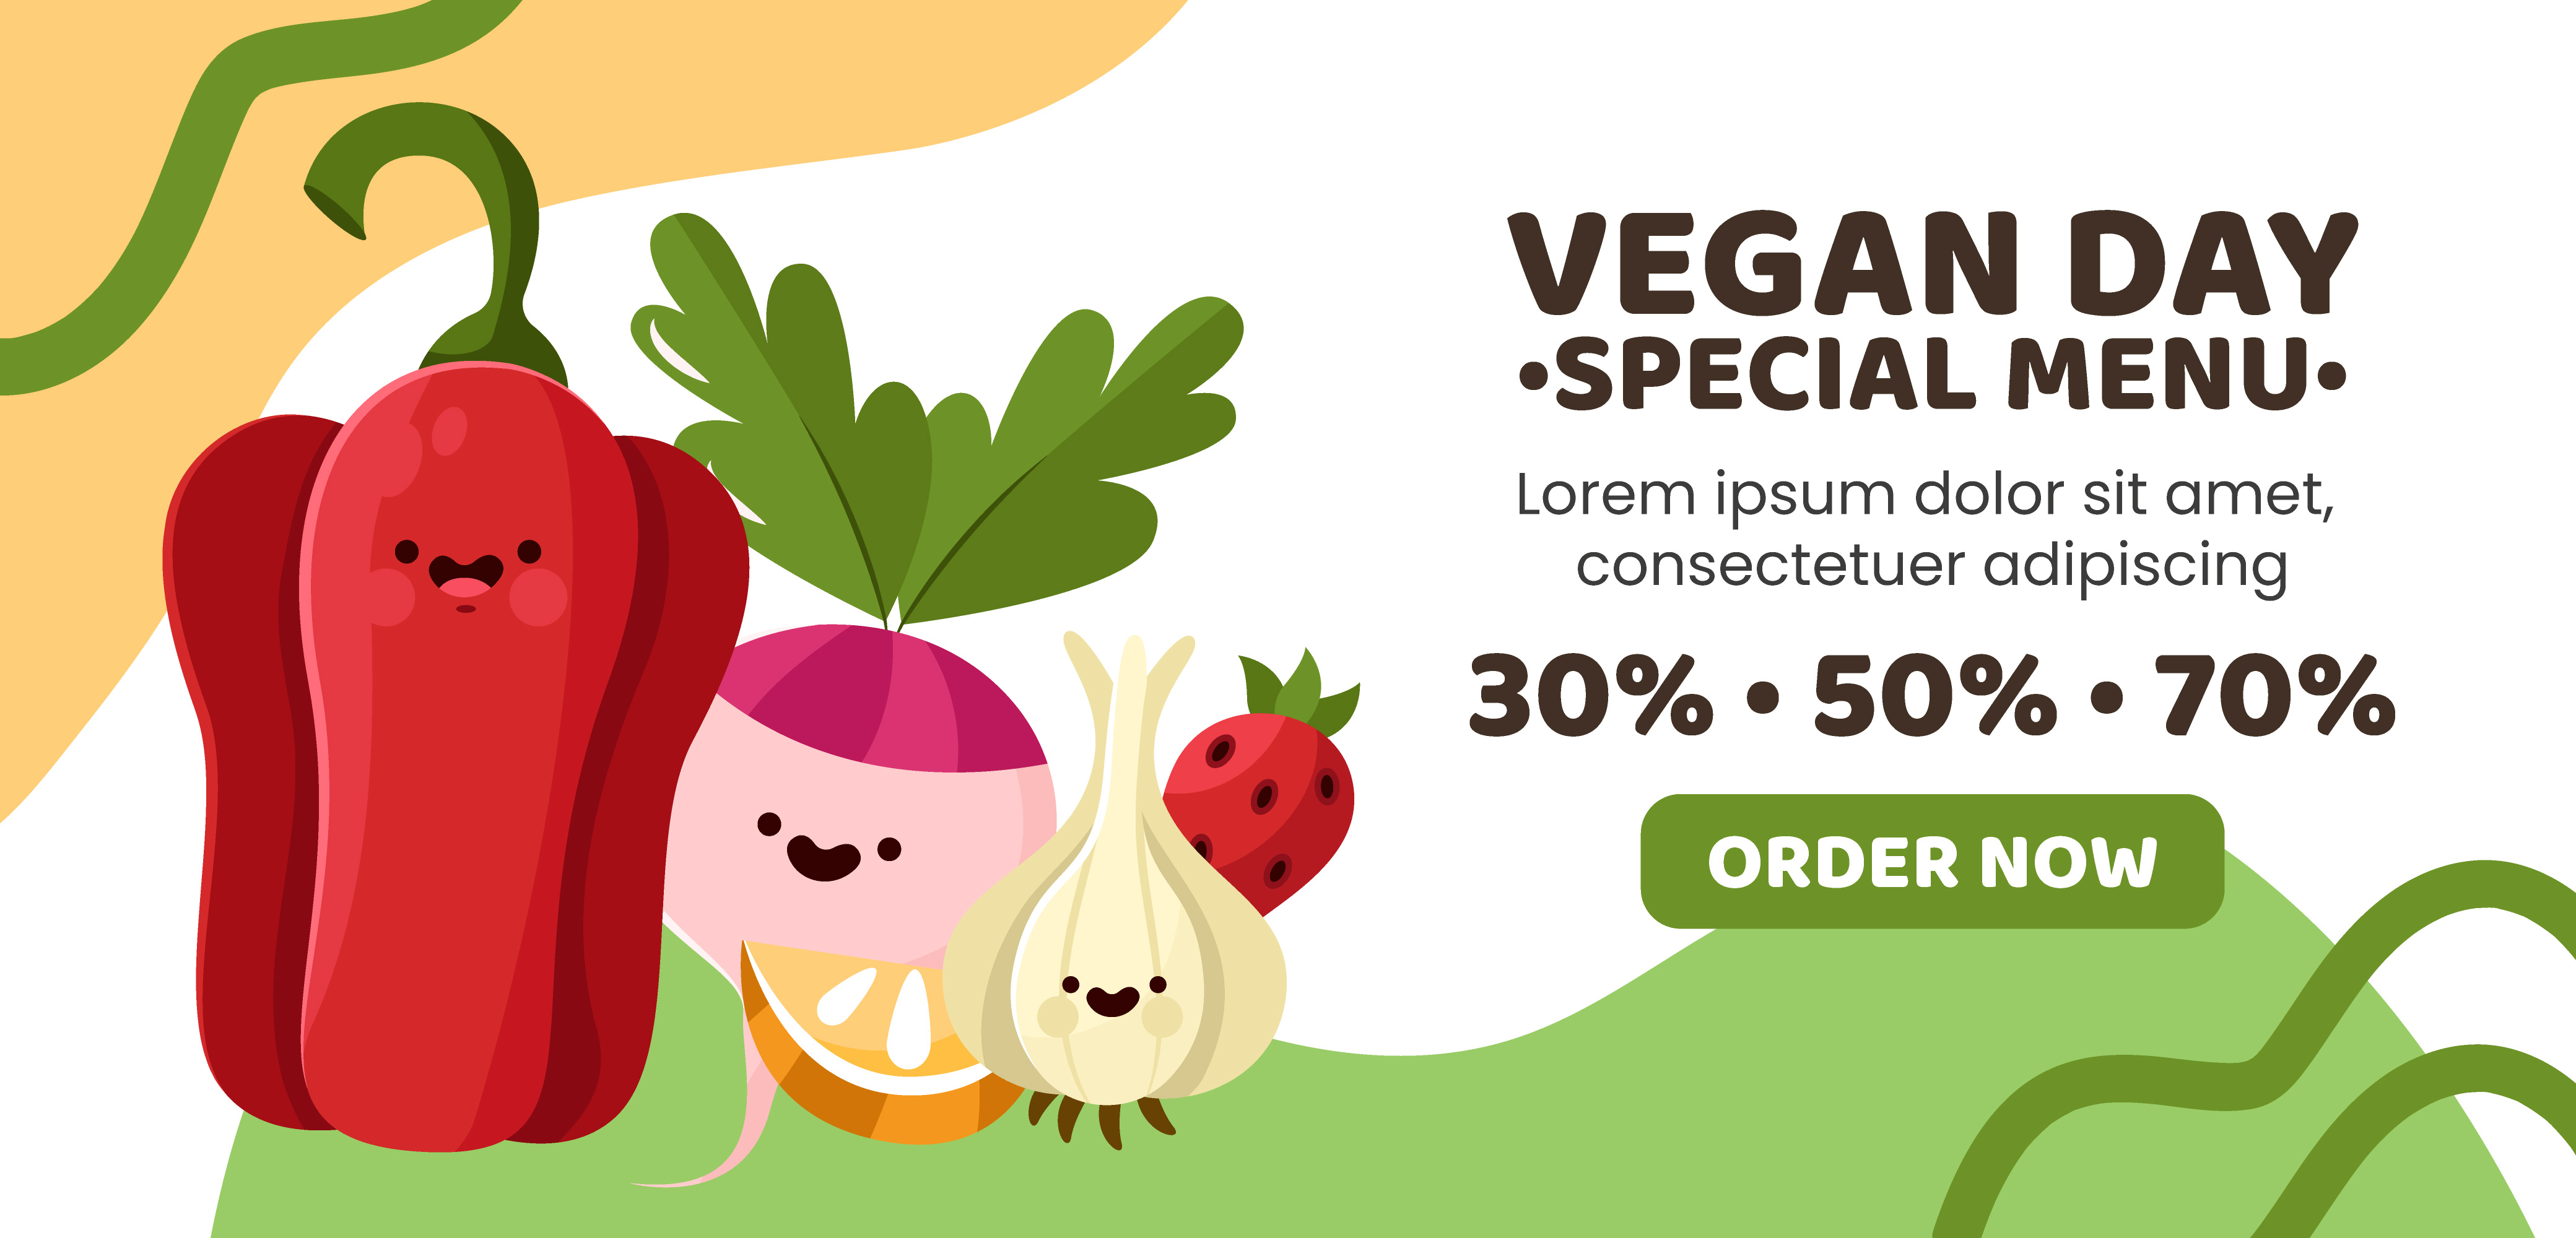 VEGAN DAY
•SPECIAL MENU•
Lorem ipsum dolor sit amet,
consectetuer adipiscing
30% • 50% • 70%
ORDER NOW